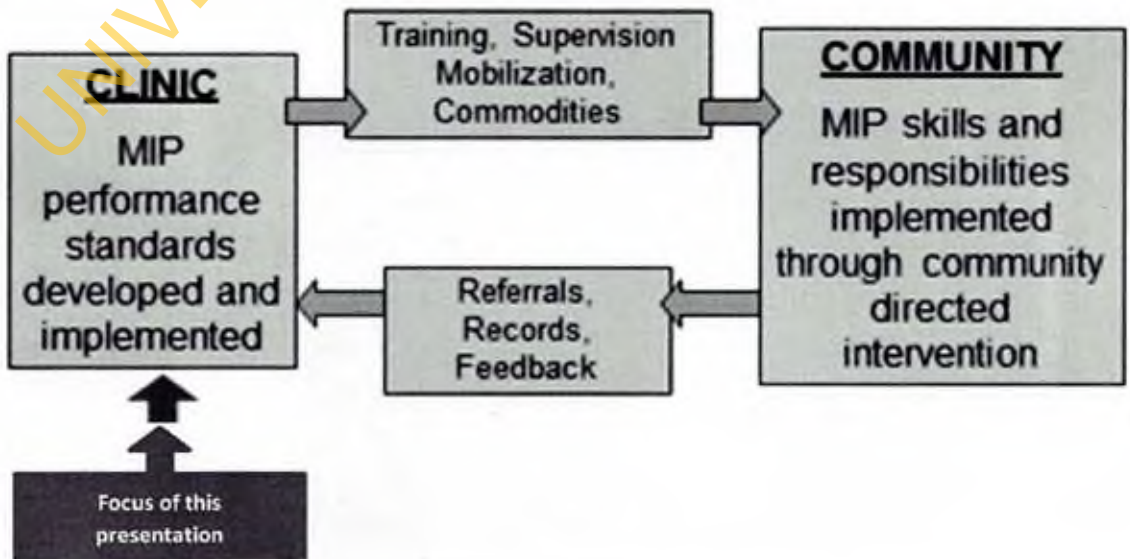 UNIVE
CLINIC
MIP
performance
standards
developed and
implemented
Training, Supervision
Mobilization,
Commodities
COMMUNITY
MIP skills and
responsibilities
implemented
through community
directed
intervention
Referrals,
Records,
Feedback
Focus of this
presentation